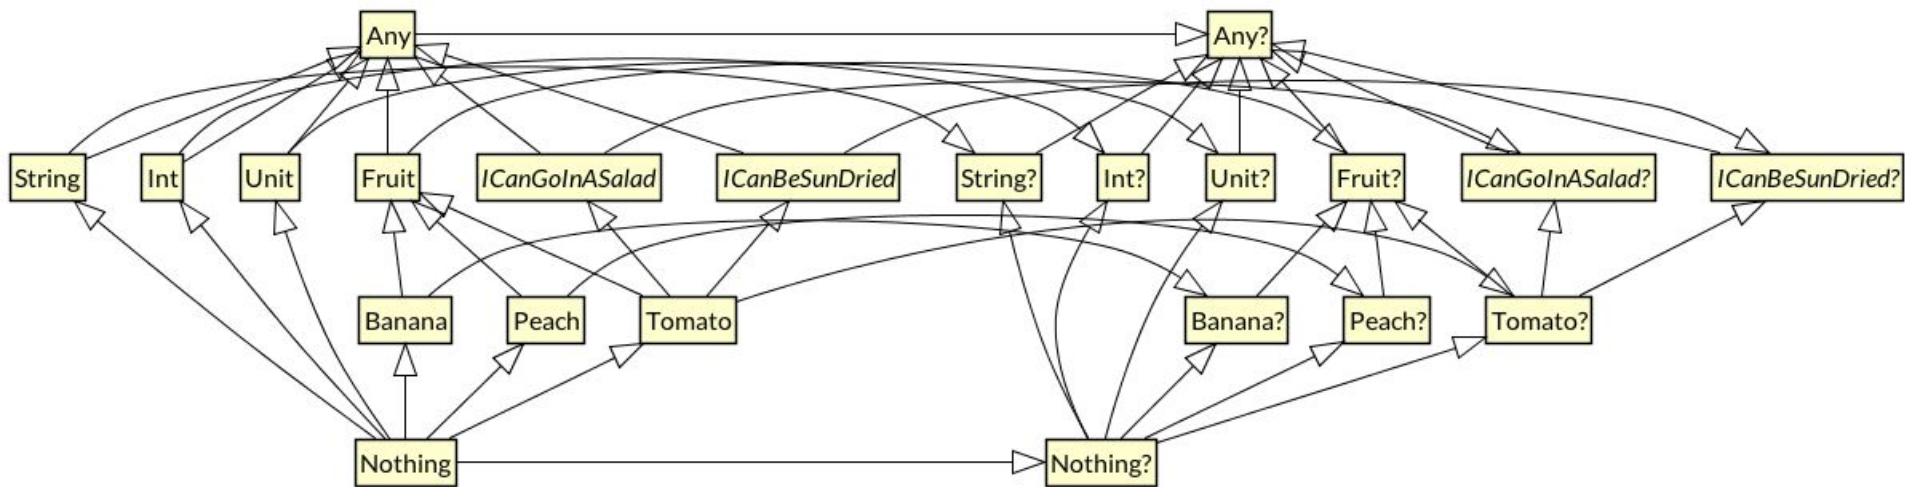 Any
Any?
String
Int
Unit
Fruit
ICanGoInASalad
ICanBeSunDried
String?
Int?
Unit?
Fruit?
ICanGoInASalad?
ICanBeSunDried?
Banana
Peach
Tomato
Banana?
Peach?
Tomato?
Nothing
Nothing?